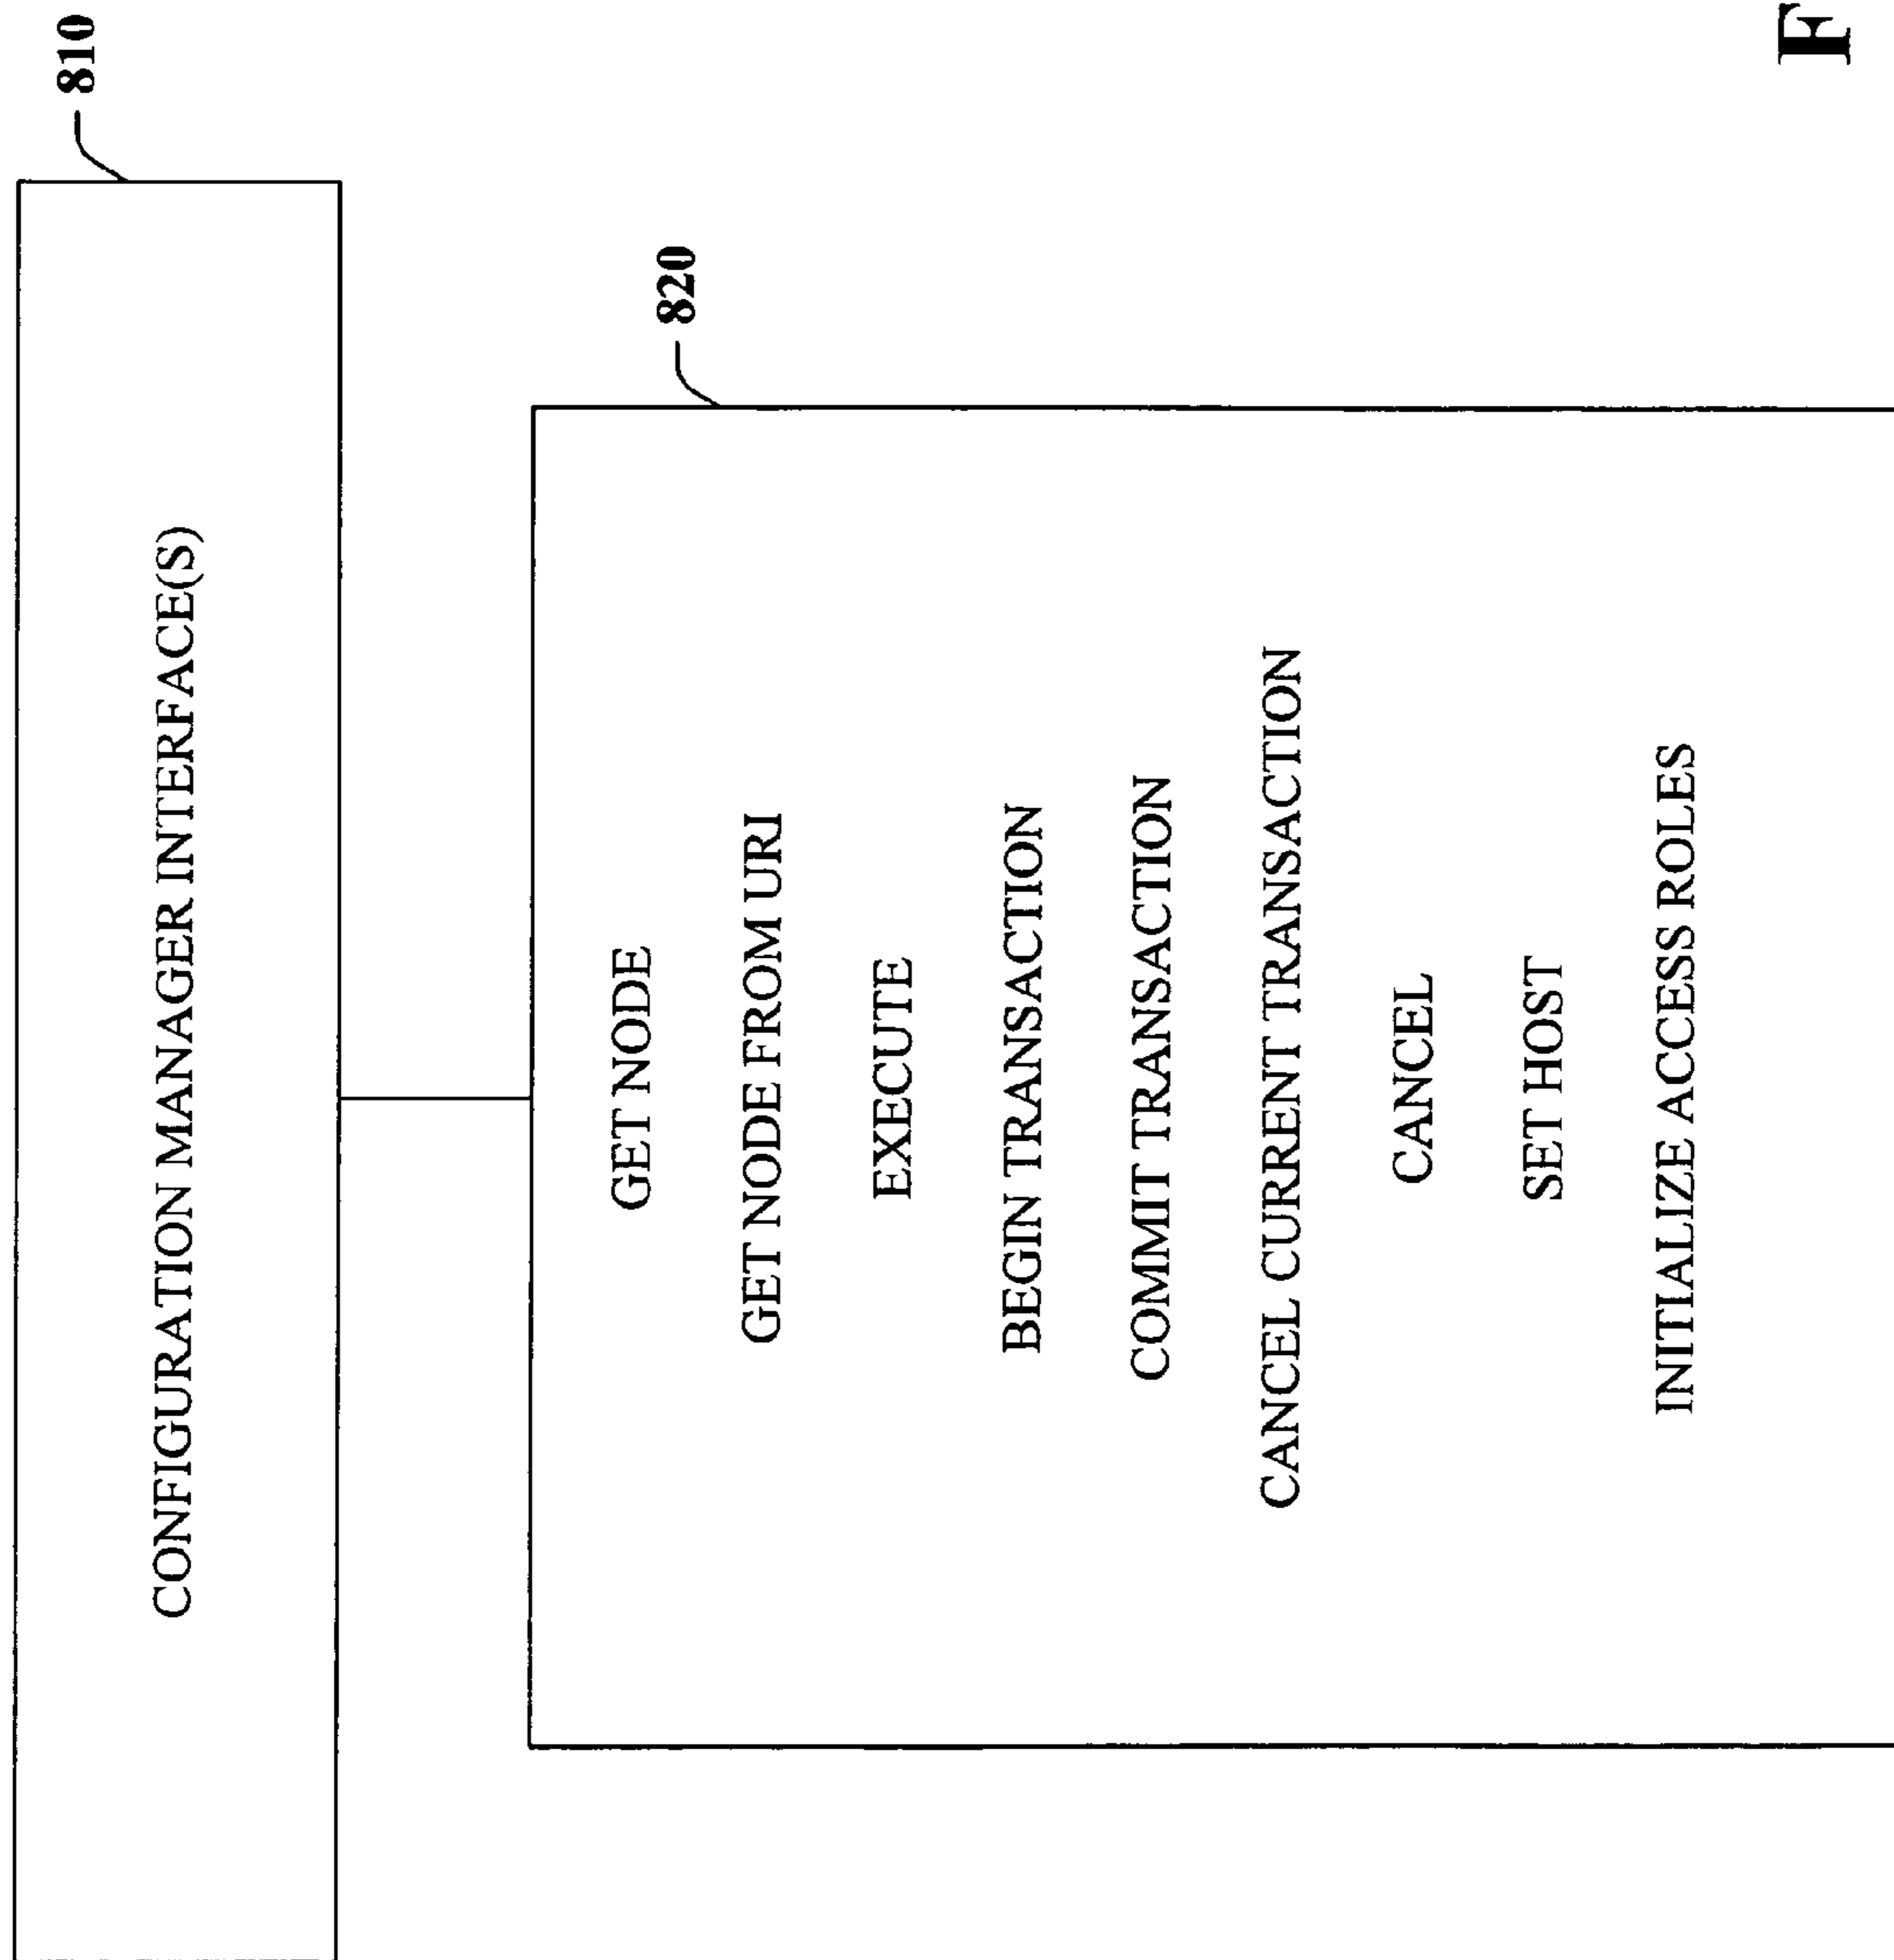 810
CONFIGURATION MANAGER INTERFACE(S)
820
GET NODE
GET NODE FROM URI
EXECUTE
BEGIN TRANSACTION
COMMIT TRANSACTION
CANCEL CURRENT TRANSACTION
CANCEL
SET HOST
INITIALIZE ACCESS ROLES
F